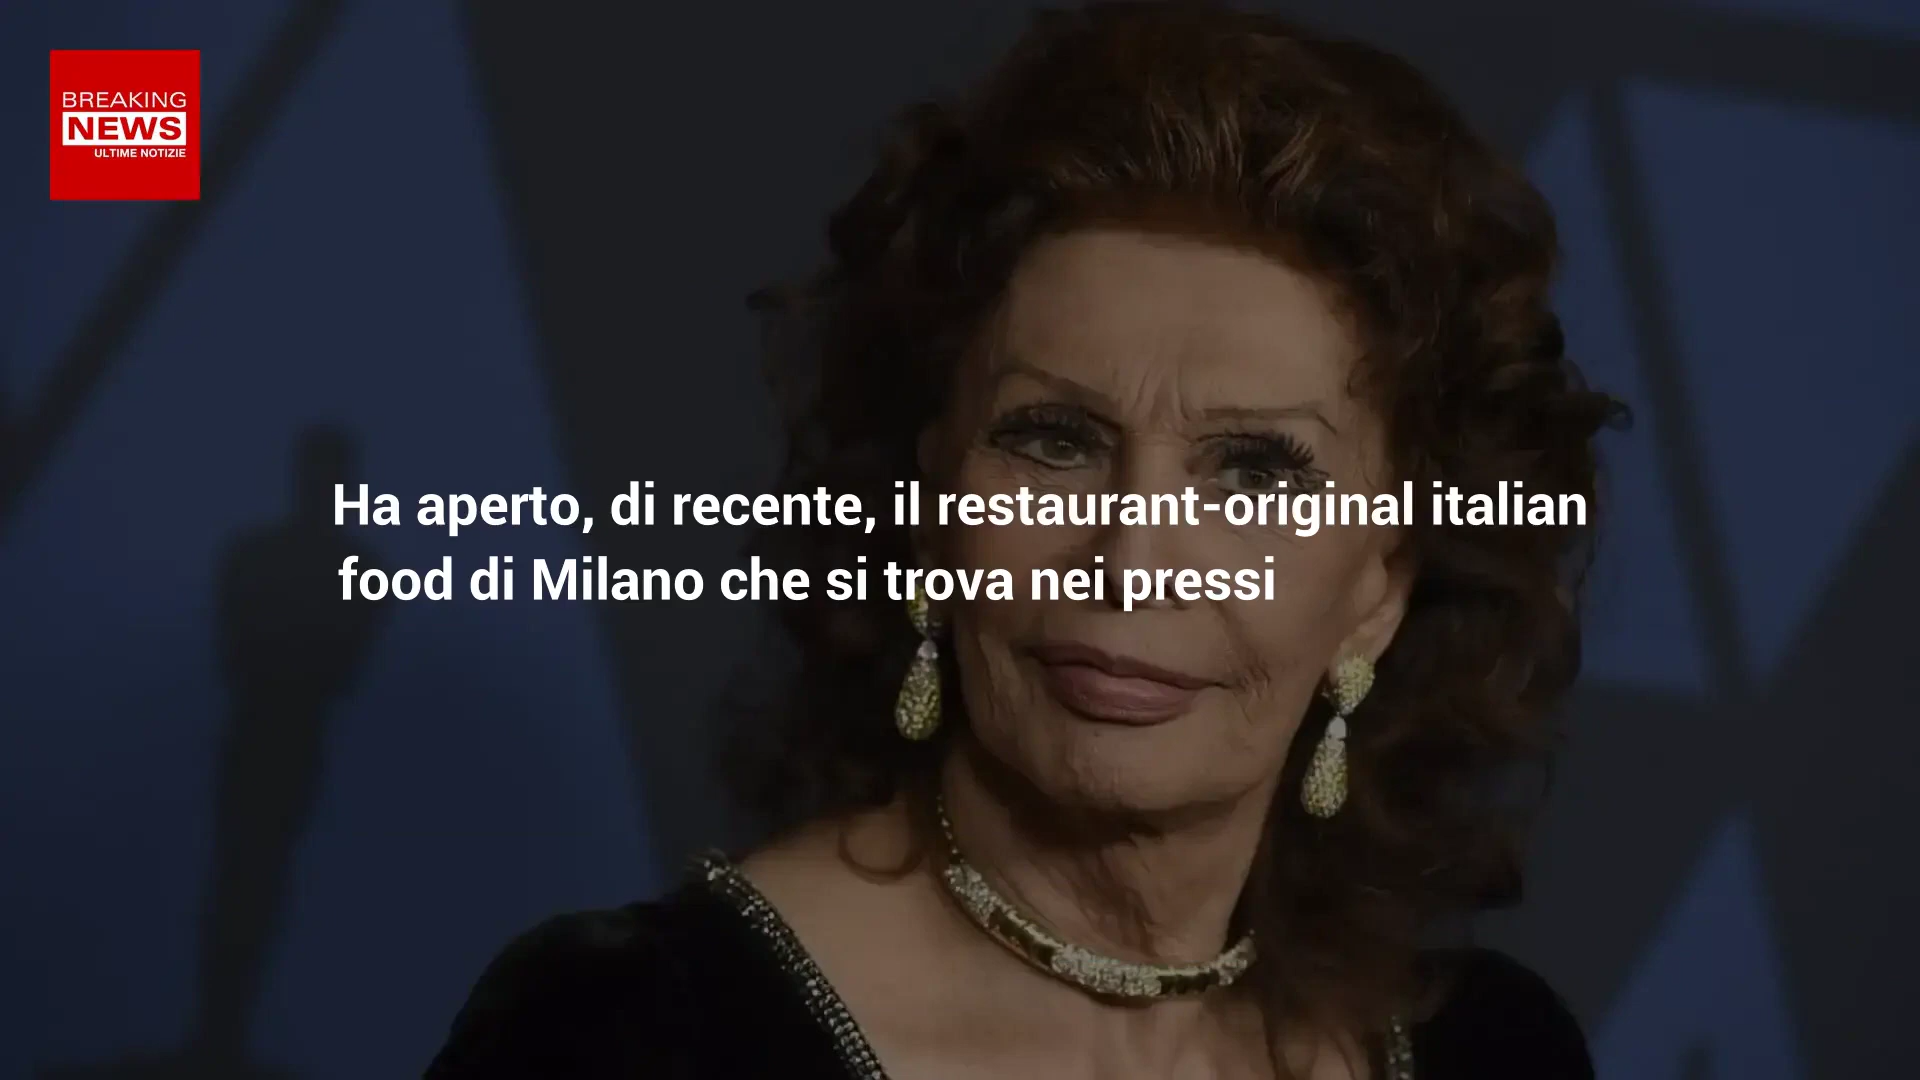 BREAKING
NEWS
ULTIME NOTIZIE
Ha aperto, di recente, il restaurant-original italian
food di Milano che si trova nei pressi